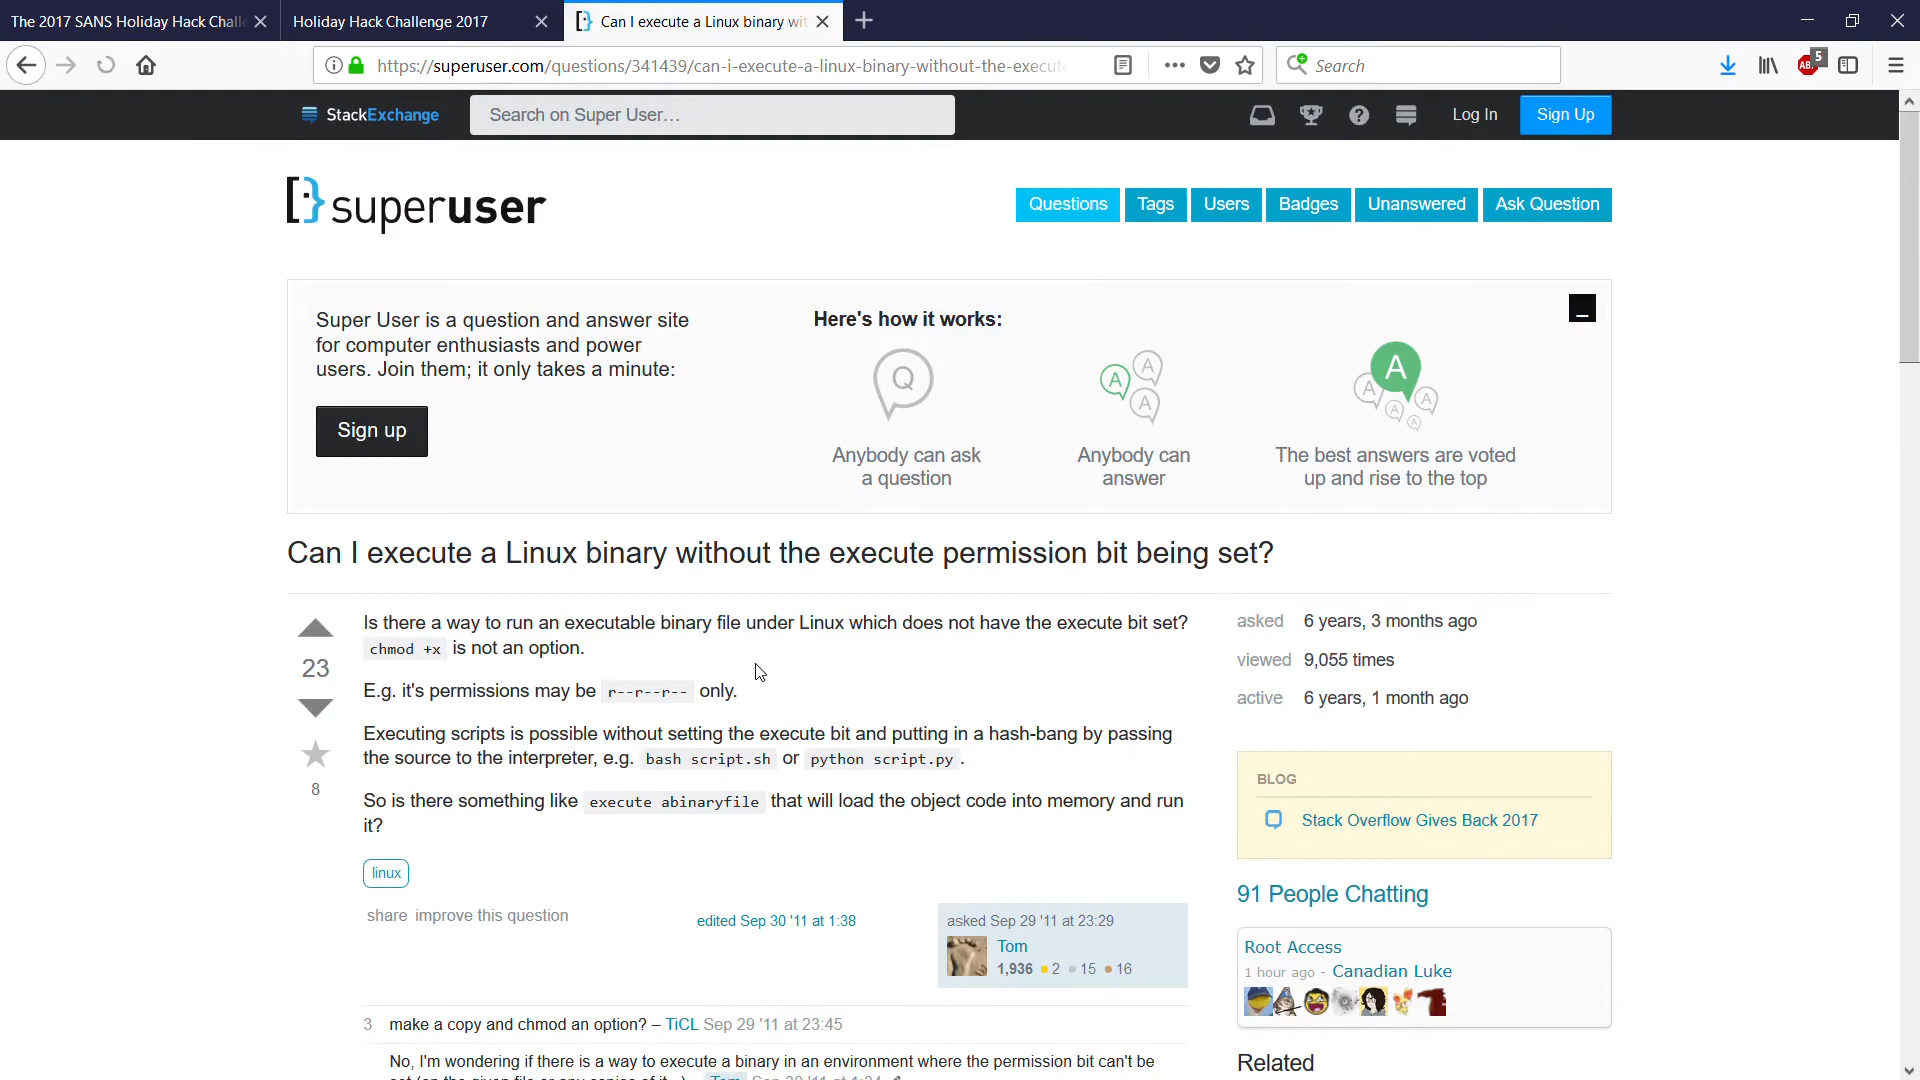 The 2017 SANS Holiday Hack Chall
Holiday Hack Challenge 2017
Can I execute a Linux binary wit
https://superuser.com/questions/341439/can-i-execute-a-linux-binary-without-the-execute
Search
ABP
5
StackExchange
Search on Super User…
Log In
Sign Up
superuser
Questions
Tags
Users
Badges
Unanswered
Ask Question
Super User is a question and answer site
for computer enthusiasts and power
users. Join them; it only takes a minute:
Sign up
Here's how it works:
Q
A
A
A
A
A
A
A
A
Anybody can ask
a question
Anybody can
answer
The best answers are voted
up and rise to the top
Can I execute a Linux binary without the execute permission bit being set?
23
8
Is there a way to run an executable binary file under Linux which does not have the execute bit set?
chmod +x is not an option.
E.g. it's permissions may be r--r--r-- only.
Executing scripts is possible without setting the execute bit and putting in a hash-bang by passing
the source to the interpreter, e.g. bash script.sh or python script.py .
So is there something like execute abinaryfile that will load the object code into memory and run
it?
linux
share improve this question
edited Sep 30 '11 at 1:38
asked Sep 29 '11 at 23:29
Tom
1,936 2 15 16
3 make a copy and chmod an option? – TiCL Sep 29 '11 at 23:45
No, I'm wondering if there is a way to execute a binary in an environment where the permission bit can't be
asked 6 years, 3 months ago
viewed 9,055 times
active 6 years, 1 month ago
BLOG
Stack Overflow Gives Back 2017
91 People Chatting
Root Access
1 hour ago - Canadian Luke
Related